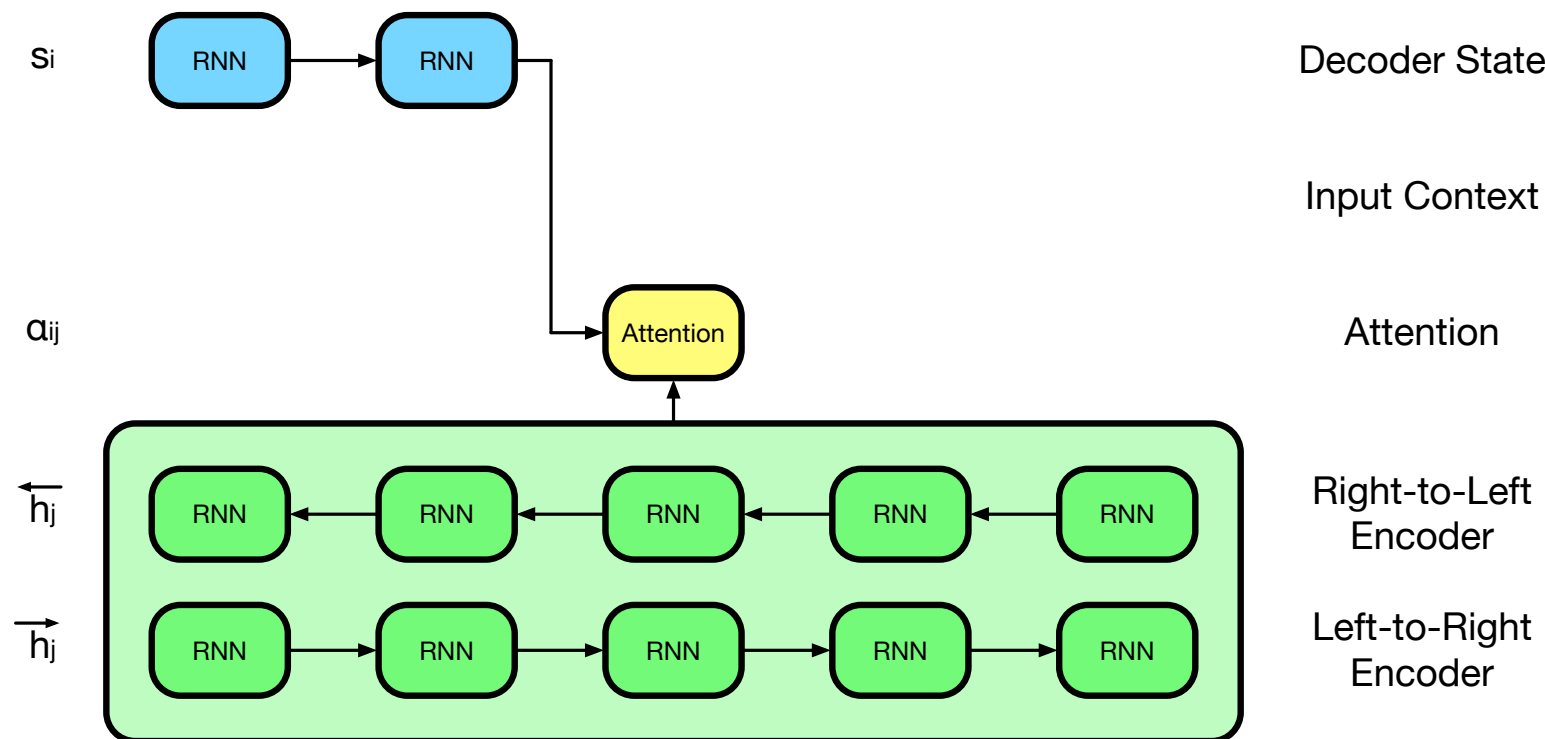 si RNN RNN Decoder State
Input Context
αij Attention Attention
hj RNN RNN RNN RNN RNN Right-to-Left
Encoder
hj RNN RNN RNN RNN RNN Left-to-Right
Encoder